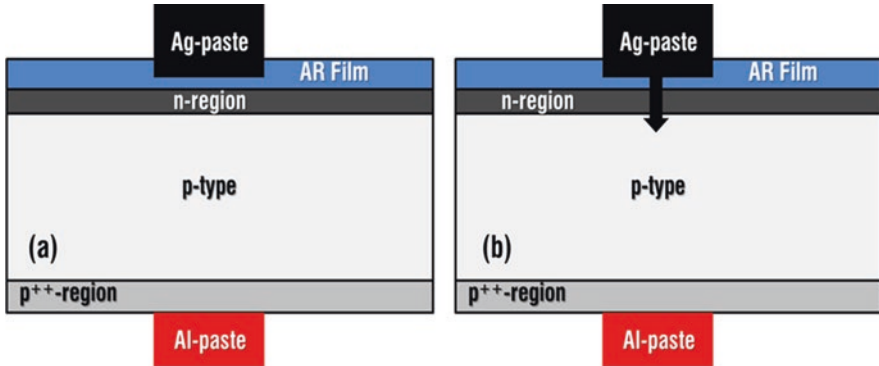 Ag-paste
AR Film
n-region
p-type
(a)
p++-region
Al-paste
Ag-paste
AR Film
n-region
p-type
(b)
p++-region
Al-paste